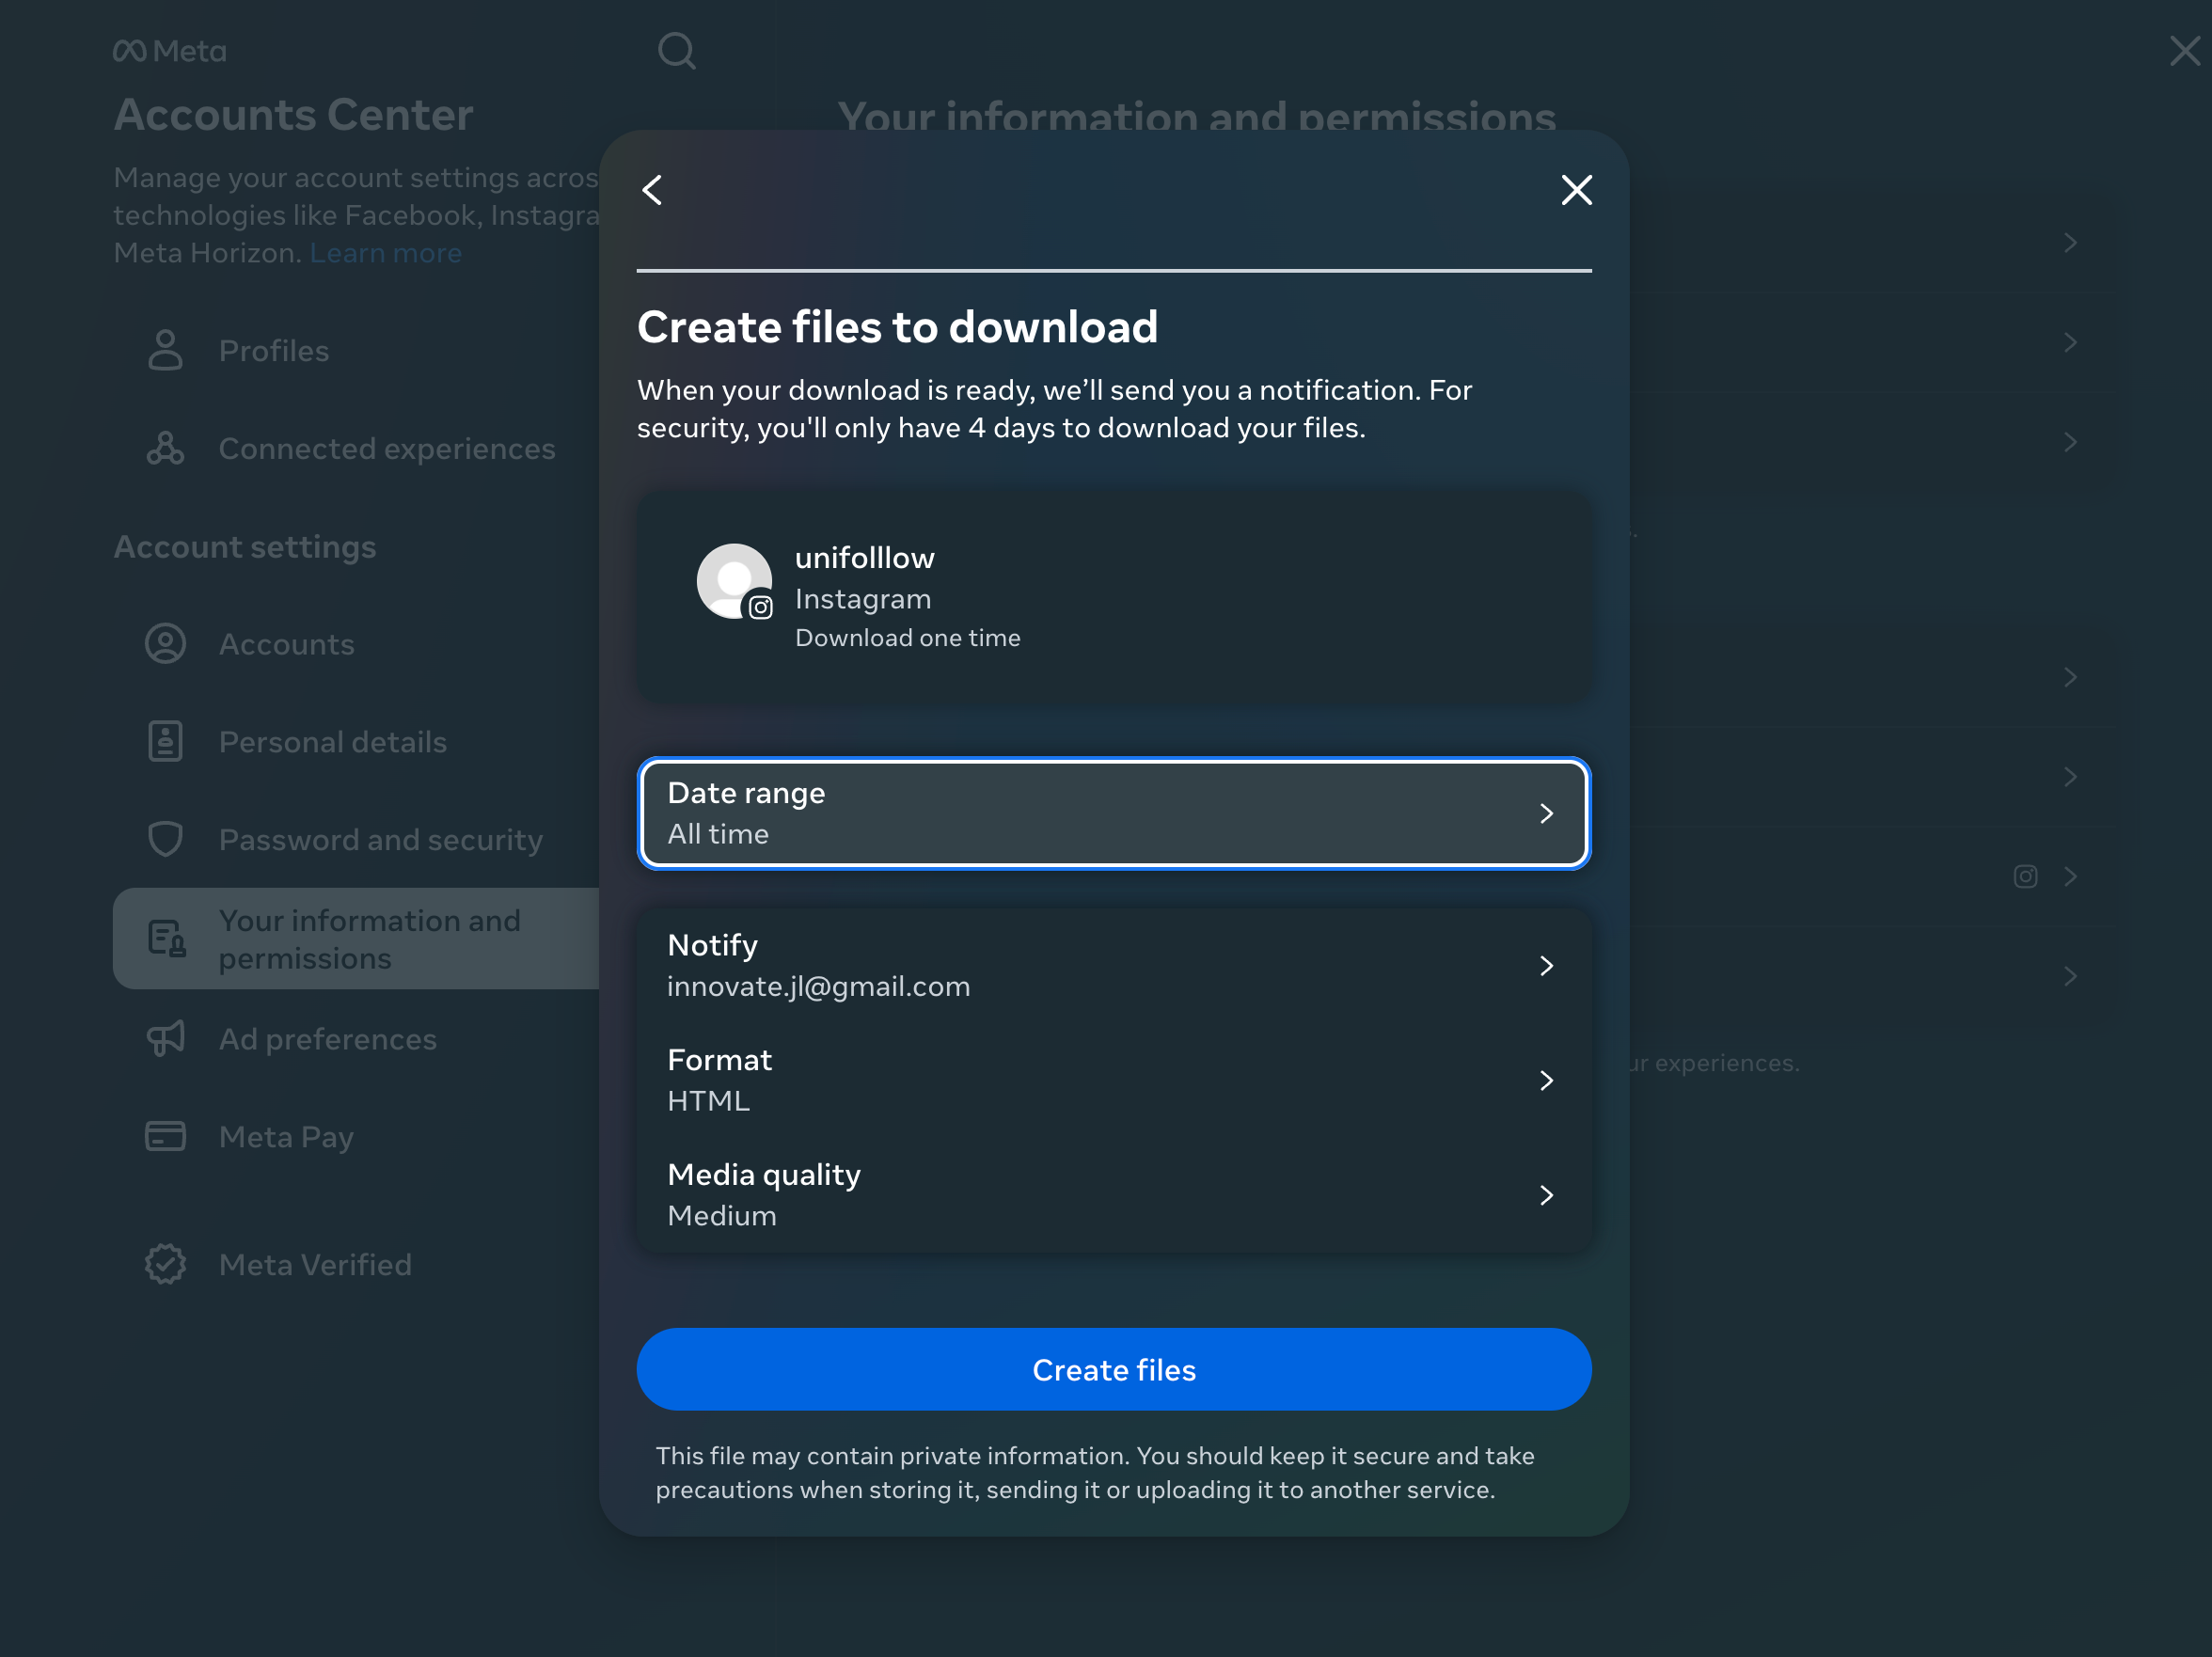 Meta
Accounts Center
Manage your account settings acros
technologies like Facebook, Instagra
Meta Horizon. Learn more
Profiles
Connected experiences
Account settings
Accounts
Personal details
Password and security
Your information and
permissions
Ad preferences
Meta Pay
Meta Verified
Your information and permissions
Create files to download
When your download is ready, we’ll send you a notification. For
security, you'll only have 4 days to download your files.
unifolllow
Instagram
Download one time
Date range
All time
Notify
innovate.jl@gmail.com
Format
HTML
Media quality
Medium
Create files
This file may contain private information. You should keep it secure and take
precautions when storing it, sending it or uploading it to another service.
ur experiences.